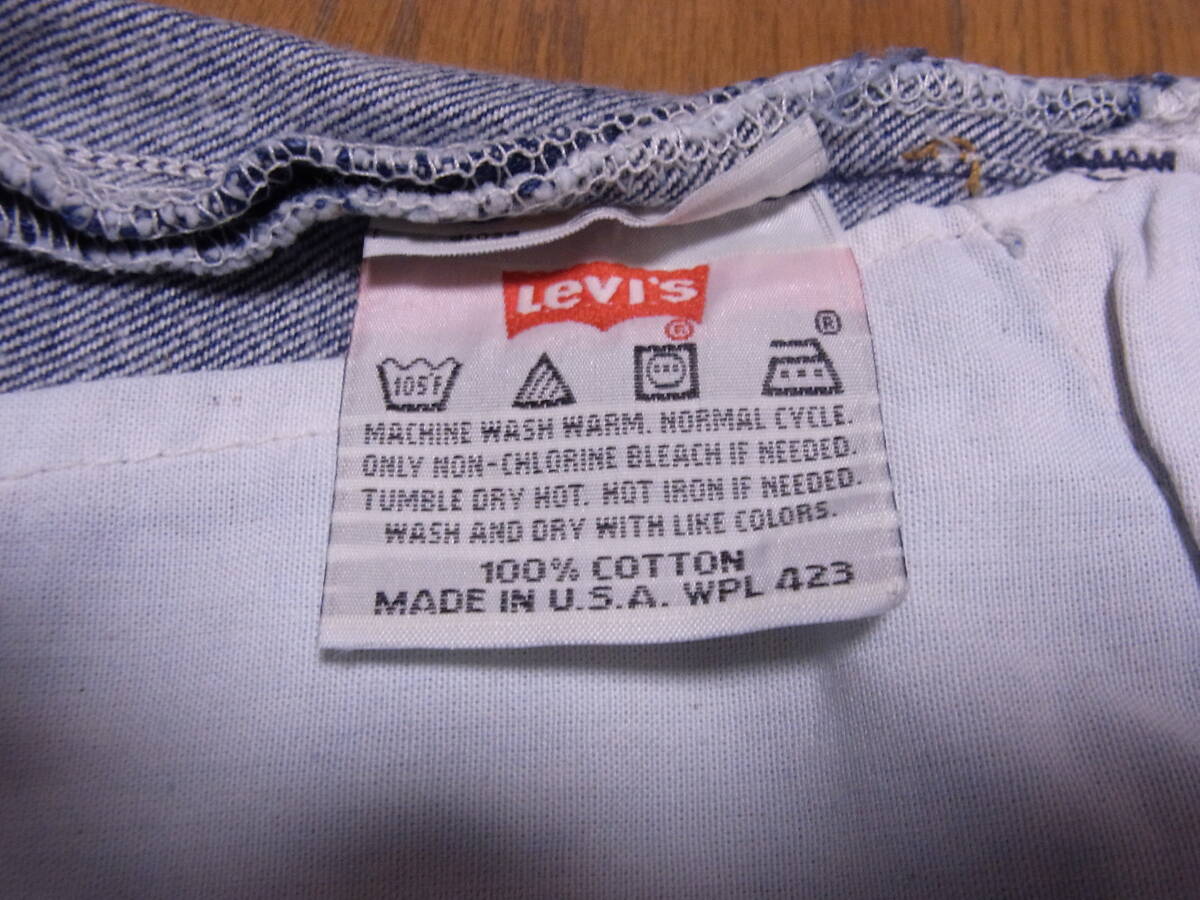 Levi's
®
®
105°F
MACHINE WASH WARM. NORMAL CYCLE.
ONLY NON-CHLORINE BLEACH IF NEEDED.
TUMBLE DRY HOT. HOT IRON IF NEEDED.
WASH AND DRY WITH LIKE COLORS.
100% COTTON
MADE IN U.S.A. WPL 423